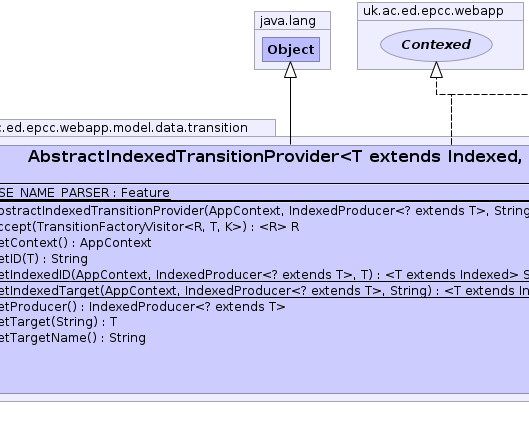 java.lang
Object
uk.ac.ed.epcc.webapp
Contexed
.ed.epcc.webapp.model.data.transition
AbstractIndexedTransitionProvider<T extends Indexed,
SE_NAME_PARSER : Feature
bstractIndexedTransitionProvider(AppContext, IndexedProducer<? extends T>, String
ccept(TransitionFactoryVisitor<R, T, K>) : <R> R
etContext() : AppContext
etID(T) : String
etIndexedID(AppContext, IndexedProducer<? extends T>, T) : <T extends Indexed> S
etIndexedTarget(AppContext, IndexedProducer<? extends T>, String) : <T extends In
etProducer() : IndexedProducer<? extends T>
etTarget(String) : T
etTargetName() : String